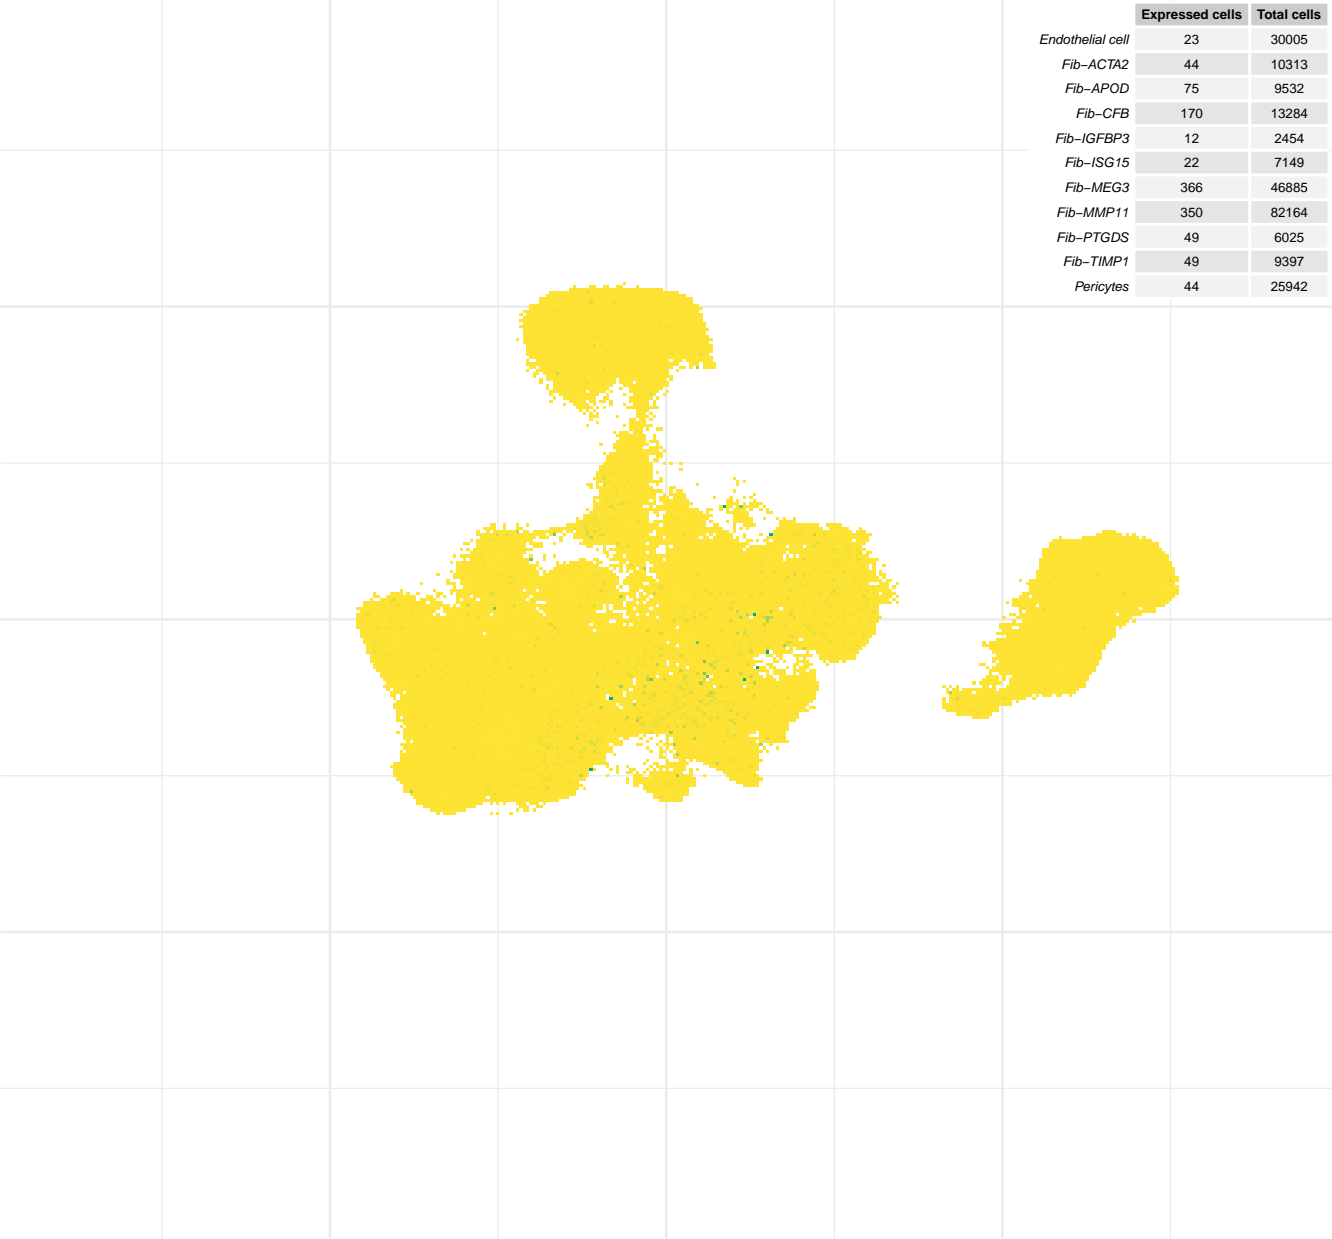 Expressed cells Total cells
Endothelial cell 23 30005
Fib−ACTA2 44 10313
Fib−APOD 75 9532
Fib−CFB 170 13284
Fib−IGFBP3 12 2454
Fib−ISG15 22 7149
Fib−MEG3 366 46885
Fib−MMP11 350 82164
Fib−PTGDS 49 6025
Fib−TIMP1 49 9397
Pericytes 44 25942